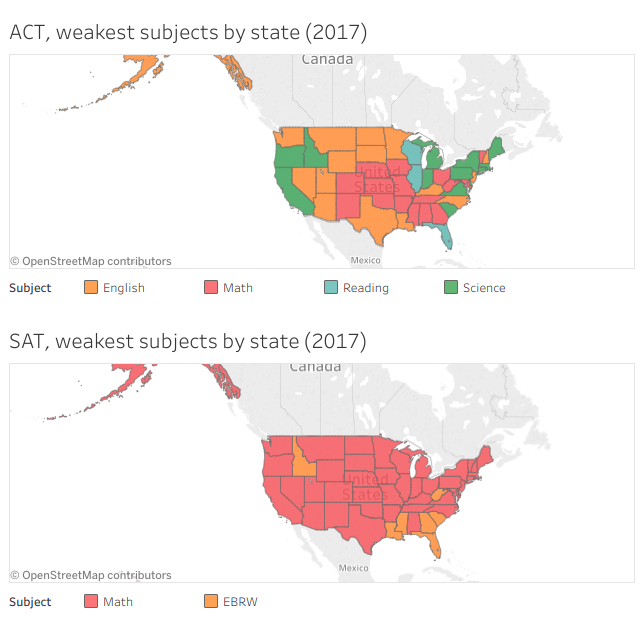 ACT, weakest subjects by state (2017)
Canada
United
States
Mexico
© OpenStreetMap contributors
Subject English Math Reading Science
SAT, weakest subjects by state (2017)
Canada
United
States
Mexico
© OpenStreetMap contributors
Subject Math EBRW